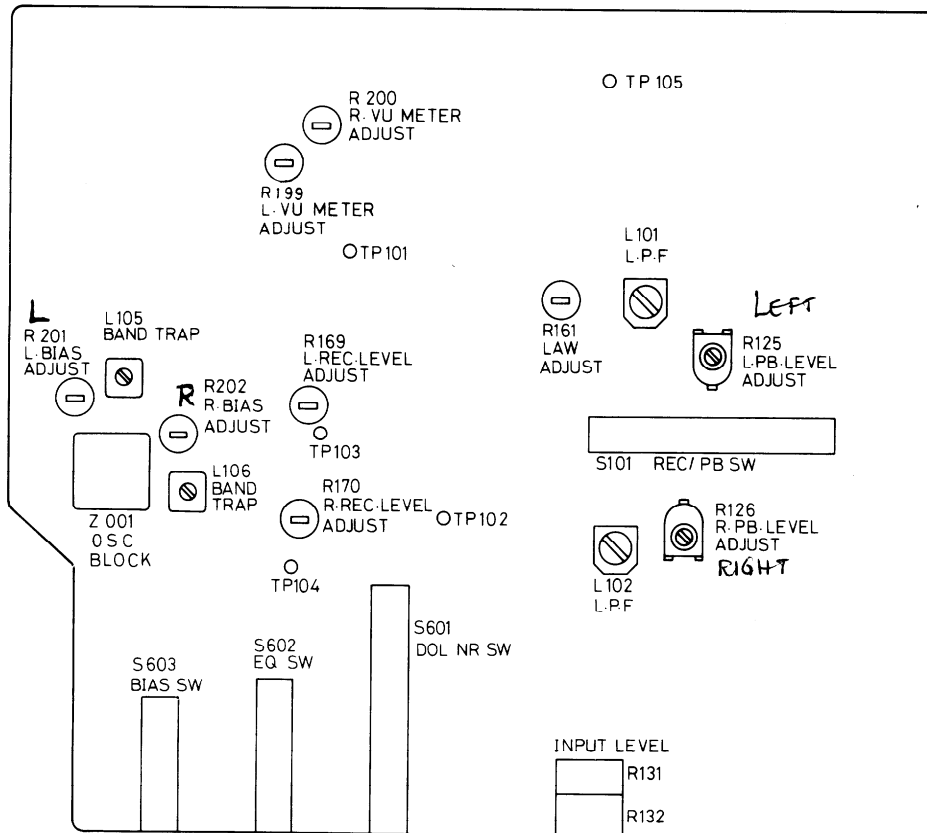 TP 105
R 200
R. VU METER
ADJUST
R199
L. VU METER
ADJUST
TP101
L101
L.P.F
L
R 201
L.BIAS
ADJUST
L105
BAND TRAP
R169
L.REC.LEVEL
ADJUST
R161
LAW
ADJUST
LEFT
R125
L.PB.LEVEL
ADJUST
R
R202
R.BIAS
ADJUST
TP103
S101 REC/PB SW
L106
BAND
TRAP
R170
R.REC.LEVEL
ADJUST
TP102
R126
R.PB.LEVEL
ADJUST
RIGHT
Z 001
OSC
BLOCK
TP104
L102
L.P.F
S603
BIAS SW
S602
EQ SW
S601
DOL NR SW
INPUT LEVEL
R131
R132